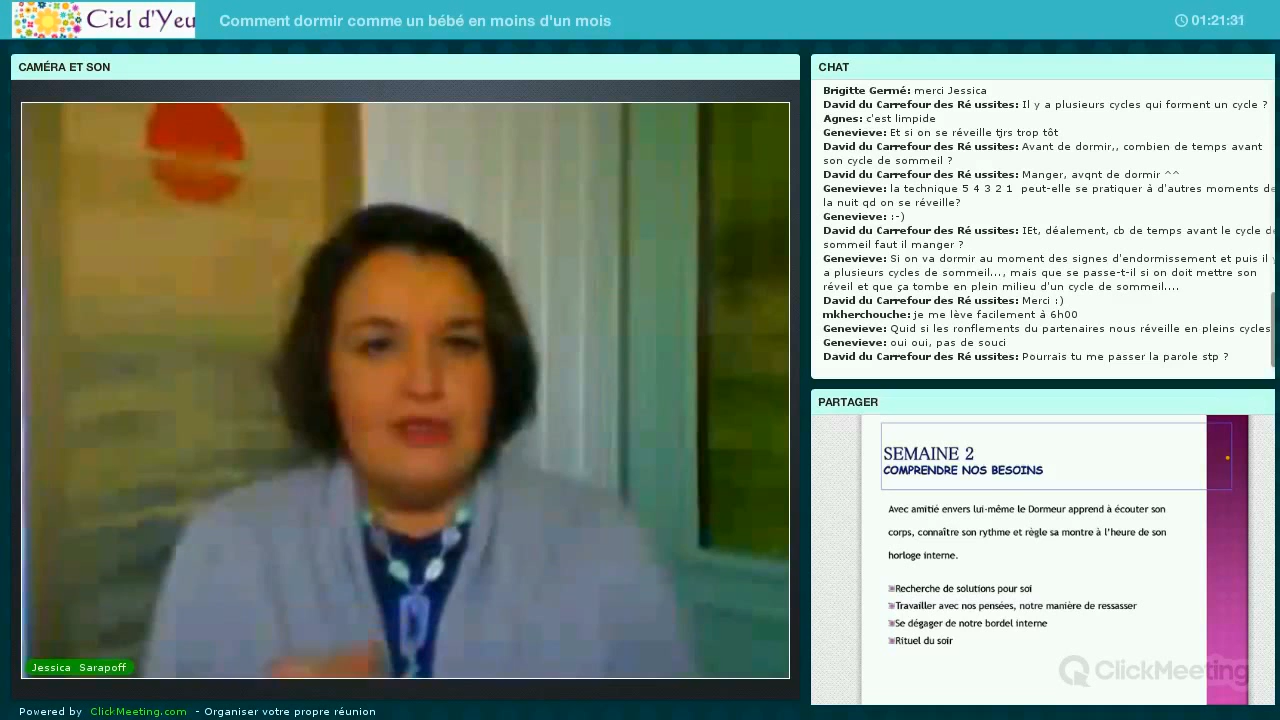 Ciel d'Yeu
Comment dormir comme un bébé en moins d'un mois
01:21:31
CAMÉRA ET SON
Jessica Sarapoff
CHAT
Brigitte Germé: merci Jessica
David du Carrefour des Ré ussites: Il y a plusieurs cycles qui forment un cycle ?
Agnes: c'est limpide
Genevieve: Et si on se réveille tjrs trop tôt
David du Carrefour des Ré ussites: Avant de dormir,, combien de temps avant
son cycle de sommeil ?
David du Carrefour des Ré ussites: Manger, avqnt de dormir ^^
Genevieve: la technique 5 4 3 2 1 peut-elle se pratiquer à d'autres moments de
la nuit qd on se réveille?
Genevieve: :-)
David du Carrefour des Ré ussites: IEt, déalement, cb de temps avant le cycle de
sommeil faut il manger ?
Genevieve: Si on va dormir au moment des signes d'endormissement et puis il y
a plusieurs cycles de sommeil..., mais que se passe-t-il si on doit mettre son
réveil et que ça tombe en plein milieu d'un cycle de sommeil....
David du Carrefour des Ré ussites: Merci :)
mkherchouche: je me lève facilement à 6h00
Genevieve: Quid si les ronflements du partenaires nous réveille en pleins cycles
Genevieve: oui oui, pas de souci
David du Carrefour des Ré ussites: Pourrais tu me passer la parole stp ?
PARTAGER
SEMAINE 2
COMPRENDRE NOS BESOINS
Avec amitié envers lui-même le Dormeur apprend à écouter son
corps, connaître son rythme et règle sa montre à l'heure de son
horloge interne.
Recherche de solutions pour soi
Travailler avec nos pensées, notre manière de ressasser
Se dégager de notre bordel interne
Rituel du soir
ClickMeeting
Powered by ClickMeeting.com - Organiser votre propre réunion